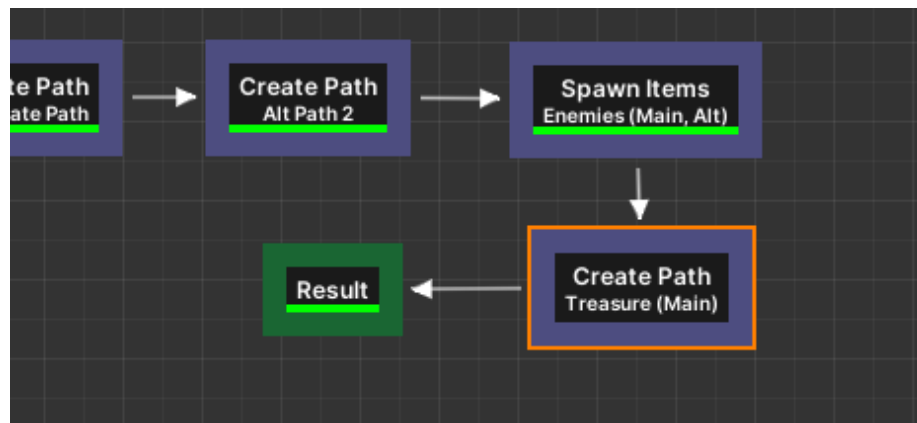 te Path
ate Path
Create Path
Alt Path 2
Spawn Items
Enemies (Main, Alt)
Create Path
Treasure (Main)
Result